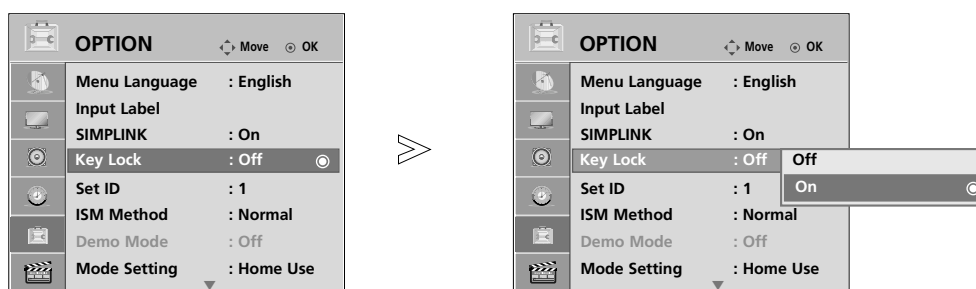 OPTION Move OK
Menu Language : English
Input Label
SIMPLINK : On
Key Lock : Off
Set ID : 1
ISM Method : Normal
Demo Mode : Off
Mode Setting : Home Use
OPTION Move OK
Menu Language : English
Input Label
SIMPLINK : On
Key Lock : Off
Off
On
Set ID : 1
ISM Method : Normal
Demo Mode : Off
Mode Setting : Home Use